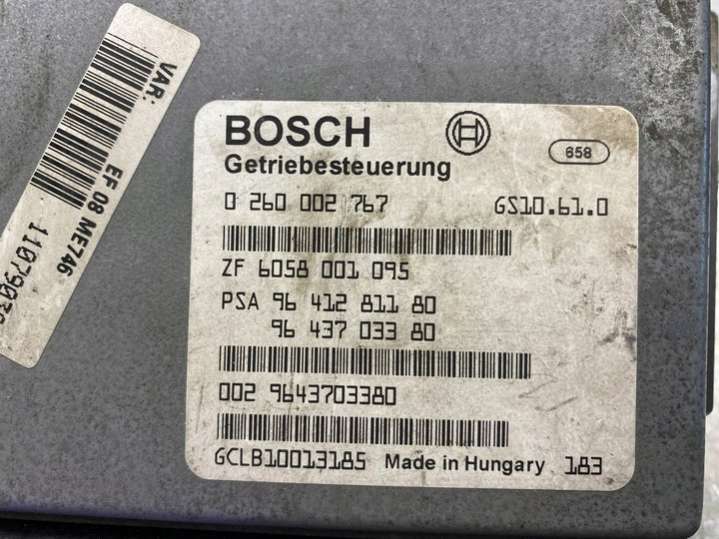 VAR:
EF 08 ME746
BOSCH
658
Getriebesteuerung
0 260 002 767 GS10.61.0
ZF 6058 001 095
PSA 96 412 811 80
96 437 033 80
002 9643703380
GCLB10013185 Made in Hungary 183